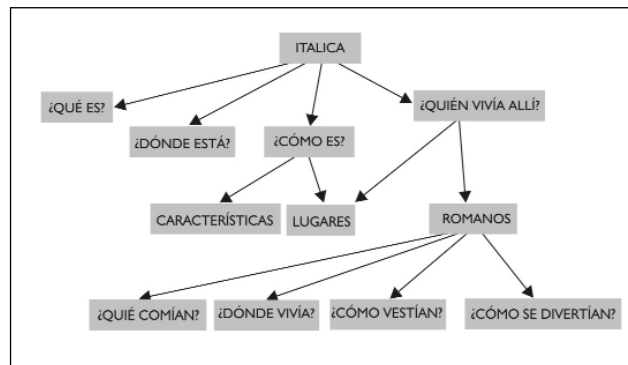 ITALICA
¿QUÉ ES?
¿QUIÉN VIVÍA ALLÍ?
¿DÓNDE ESTÁ?
¿CÓMO ES?
CARACTERÍSTICAS
LUGARES
ROMANOS
¿QUIÉ COMÍAN?
¿DÓNDE VIVÍA?
¿CÓMO VESTÍAN?
¿CÓMO SE DIVERTÍAN?